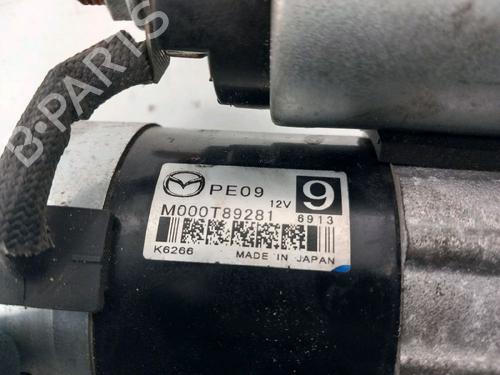 B-PARTS
PE09
12V
9
M000T89281
6913
K6266
MADE IN JAPAN